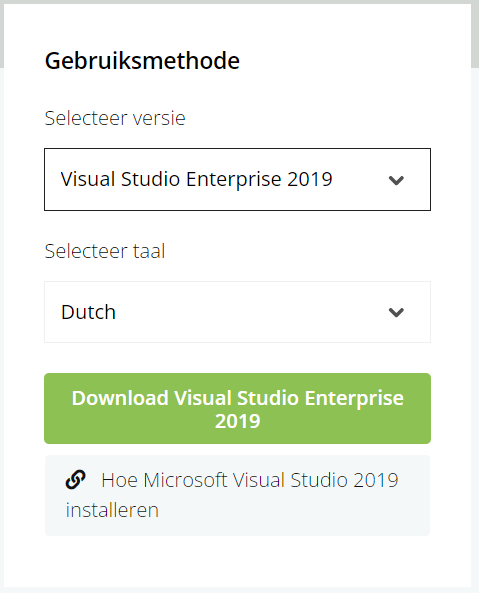 Gebruiksmethode
Selecteer versie
Visual Studio Enterprise 2019
Selecteer taal
Dutch
Download Visual Studio Enterprise
2019
Hoe Microsoft Visual Studio 2019
installeren